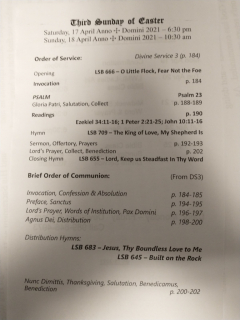 Third Sunday of Easter
Saturday, 17 April Anno ✠ Domini 2021 – 6:30 pm
Sunday, 18 April Anno ✠ Domini 2021 – 10:30 am
Order of Service: Divine Service 3 (p. 184)
Opening LSB 666 – O Little Flock, Fear Not the Foe
Invocation p. 184
PSALM Psalm 23
Gloria Patri, Salutation, Collect p. 188-189
Readings p. 190
Ezekiel 34:11-16; 1 Peter 2:21-25; John 10:11-16
Hymn LSB 709 – The King of Love, My Shepherd Is
Sermon, Offertory, Prayers p. 192-193
Lord's Prayer, Collect, Benediction p. 202
Closing Hymn LSB 655 – Lord, Keep us Steadfast In Thy Word
Brief Order of Communion: (From DS3)
Invocation, Confession & Absolution p. 184-185
Preface, Sanctus p. 194-195
Lord's Prayer, Words of Institution, Pax Domini p. 196-197
Agnus Dei, Distribution p. 198-200
Distribution Hymns:
LSB 683 – Jesus, Thy Boundless Love to Me
LSB 645 – Built on the Rock
Nunc Dimittis, Thanksgiving, Salutation, Benedicamus,
Benediction p. 200-202